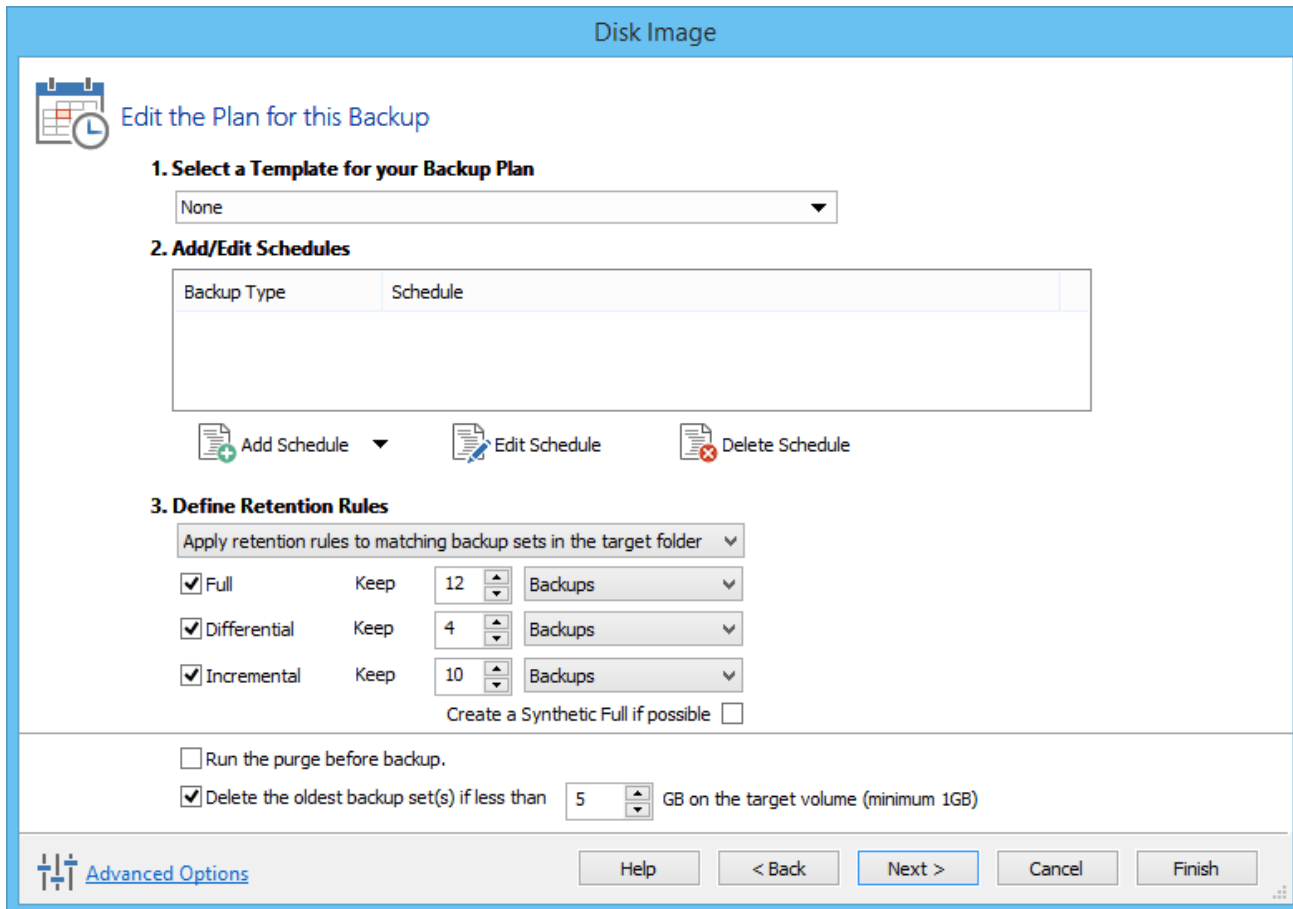 Disk Image
Edit the Plan for this Backup
1. Select a Template for your Backup Plan
None
2. Add/Edit Schedules
Backup Type Schedule
Add Schedule Edit Schedule Delete Schedule
3. Define Retention Rules
Apply retention rules to matching backup sets in the target folder
Full Keep 12 Backups
Differential Keep 4 Backups
Incremental Keep 10 Backups
Create a Synthetic Full if possible
Run the purge before backup.
Delete the oldest backup set(s) if less than 5 GB on the target volume (minimum 1GB)
Advanced Options Help < Back Next > Cancel Finish